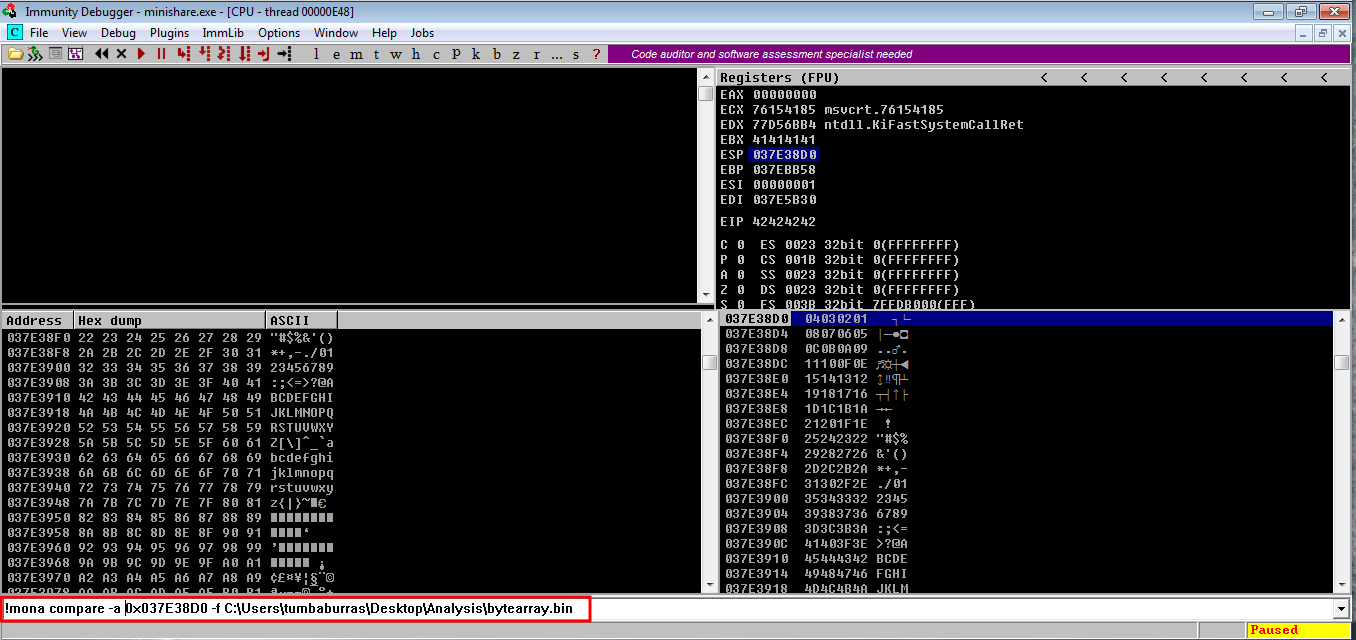 Immunity Debugger - minishare.exe - [CPU - thread 00000E48]
C File View Debug Plugins ImmLib Options Window Help Jobs
l e m t w h c P k b z r ... s ? Code auditor and software assessment specialist needed
Registers (FPU) < < < < < < < <
EAX 00000000
ECX 76154185 msvcrt.76154185
EDX 77D56BB4 ntdll.KiFastSystemCallRet
EBX 41414141
ESP 037E38D0
EBP 037EBB58
ESI 00000001
EDI 037E5B30
EIP 42424242
C 0 ES 0023 32bit 0(FFFFFFFF)
P 0 CS 001B 32bit 0(FFFFFFFF)
A 0 SS 0023 32bit 0(FFFFFFFF)
Z 0 DS 0023 32bit 0(FFFFFFFF)
S 0 FS 003B 32bit 7FFDB000(FFF)
Address Hex dump ASCII
037E38F0 22 23 24 25 26 27 28 29 "#$%&'()
037E38F8 2A 2B 2C 2D 2E 2F 30 31 *+,-./01
037E3900 32 33 34 35 36 37 38 39 23456789
037E3908 3A 3B 3C 3D 3E 3F 40 41 :;<=>?@A
037E3910 42 43 44 45 46 47 48 49 BCDEFGHI
037E3918 4A 4B 4C 4D 4E 4F 50 51 JKLMNOPQ
037E3920 52 53 54 55 56 57 58 59 RSTUVWXY
037E3928 5A 5B 5C 5D 5E 5F 60 61 Z[\]^_`a
037E3930 62 63 64 65 66 67 68 69 bcdefghi
037E3938 6A 6B 6C 6D 6E 6F 70 71 jklmnopq
037E3940 72 73 74 75 76 77 78 79 rstuvwxy
037E3948 7A 7B 7C 7D 7E 7F 80 81 z{|}~
037E3950 82 83 84 85 86 87 88 89
037E3958 8A 8B 8C 8D 8E 8F 90 91
037E3960 92 93 94 95 96 97 98 99
037E3968 9A 9B 9C 9D 9E 9F A0 A1
037E3970 A2 A3 A4 A5 A6 A7 A8 A9 ¢£¤¥¦§¨©
037E38D0 04030201
037E38D4 08070605
037E38D8 0C0B0A09
037E38DC 11100F0E
037E38E0 15141312
037E38E4 19181716
037E38E8 1D1C1B1A
037E38EC 21201F1E !
037E38F0 25242322 "#$%
037E38F4 29282726 &'()
037E38F8 2D2C2B2A *+,-
037E38FC 31302F2E ./01
037E3900 35343332 2345
037E3904 39383736 6789
037E3908 3D3C3B3A :;<=
037E390C 41403F3E >?@A
037E3910 45444342 BCDE
037E3914 49484746 FGHI
037E3918 4D4C4B4A JKLM
!mona compare -a 0x037E38D0 -f C:\Users\tumbaburras\Desktop\Analysis\bytearray.bin
Paused